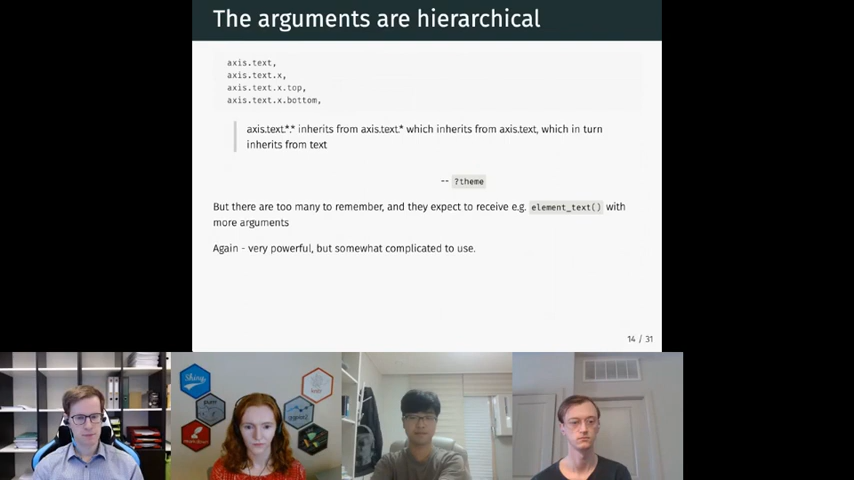 The arguments are hierarchical
axis.text,
axis.text.x,
axis.text.x.top,
axis.text.x.bottom,
axis.text.*.* inherits from axis.text.* which inherits from axis.text, which in turn
inherits from text
-- ?theme
But there are too many to remember, and they expect to receive e.g. element_text() with
more arguments
Again - very powerful, but somewhat complicated to use.
14 / 31
Shiny
purrr
ggplot2